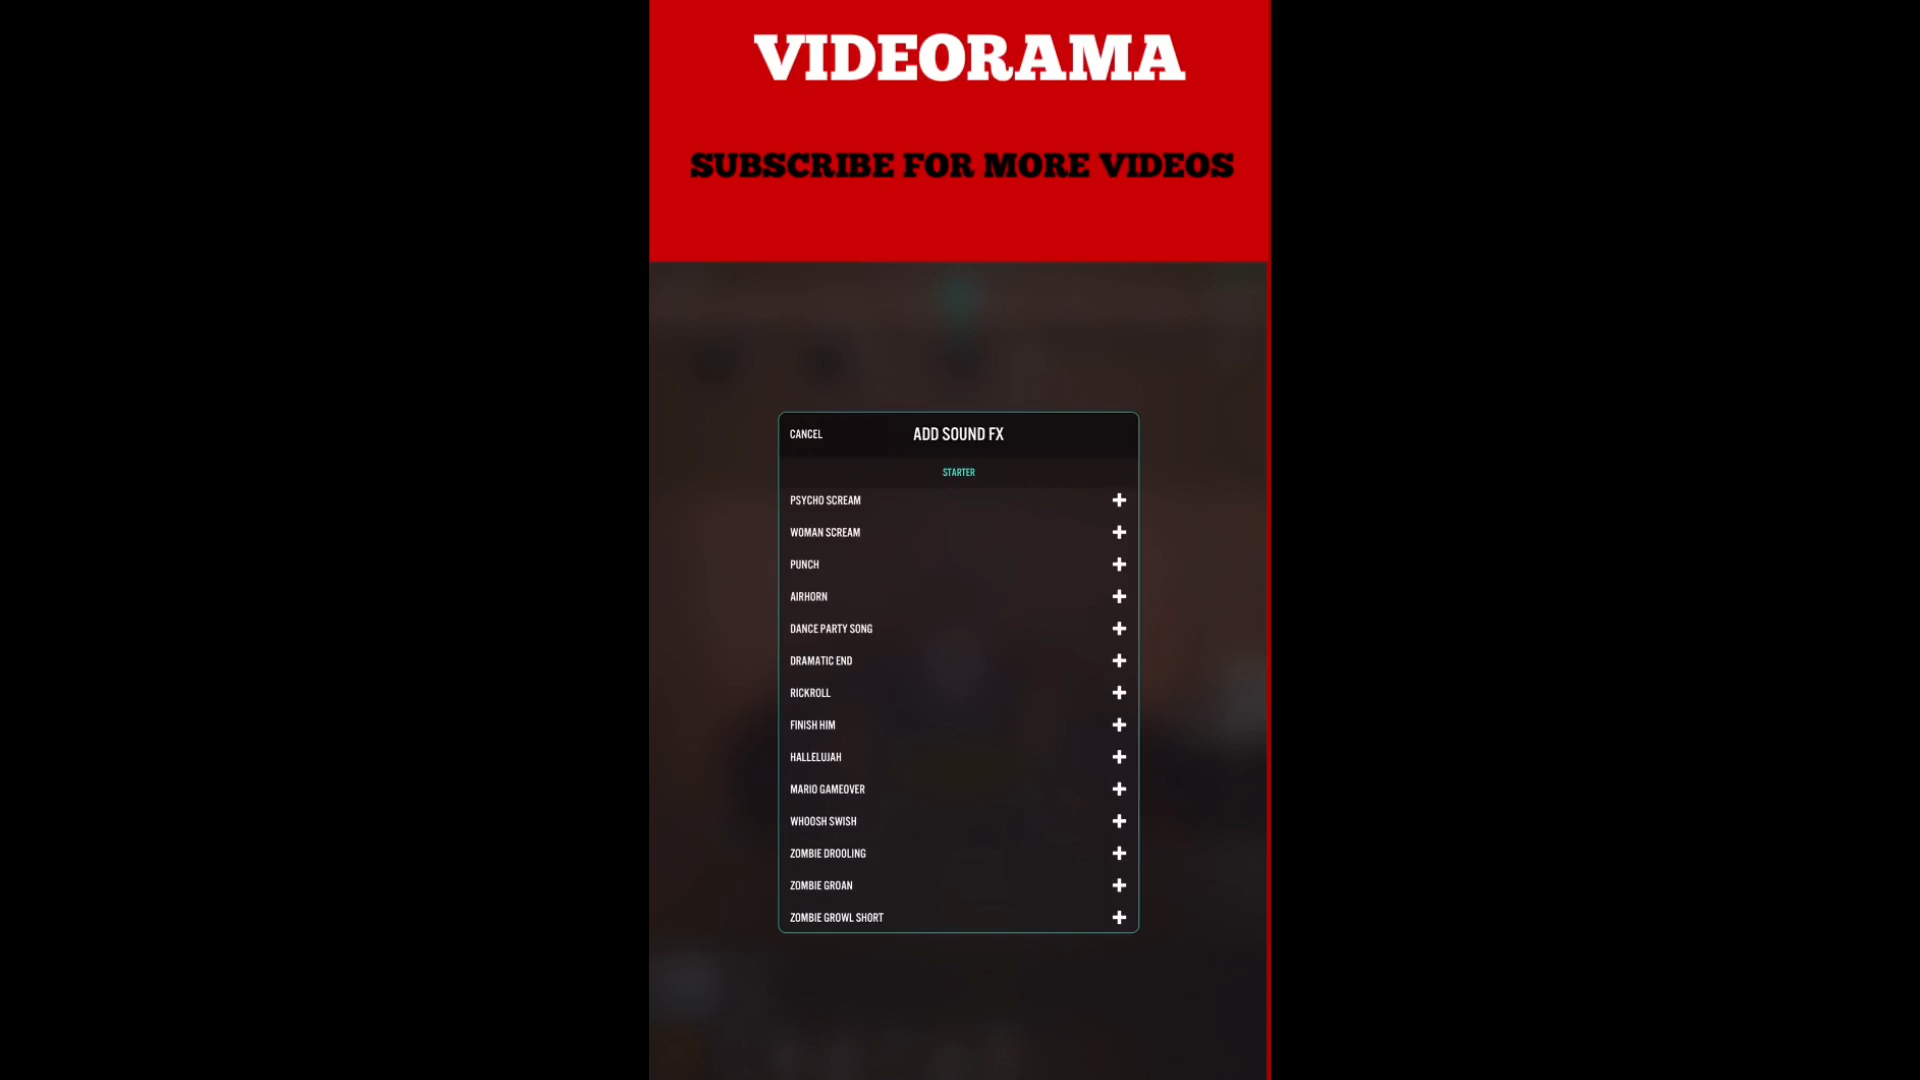 VIDEORAMA
SUBSCRIBE FOR MORE VIDEOS
CANCEL ADD SOUND FX
STARTER
PSYCHO SCREAM
WOMAN SCREAM
PUNCH
AIRHORN
DANCE PARTY SONG
DRAMATIC END
RICKROLL
FINISH HIM
HALLELUJAH
MARIO GAMEOVER
WHOOSH SWISH
ZOMBIE DROOLING
ZOMBIE GROAN
ZOMBIE GROWL SHORT